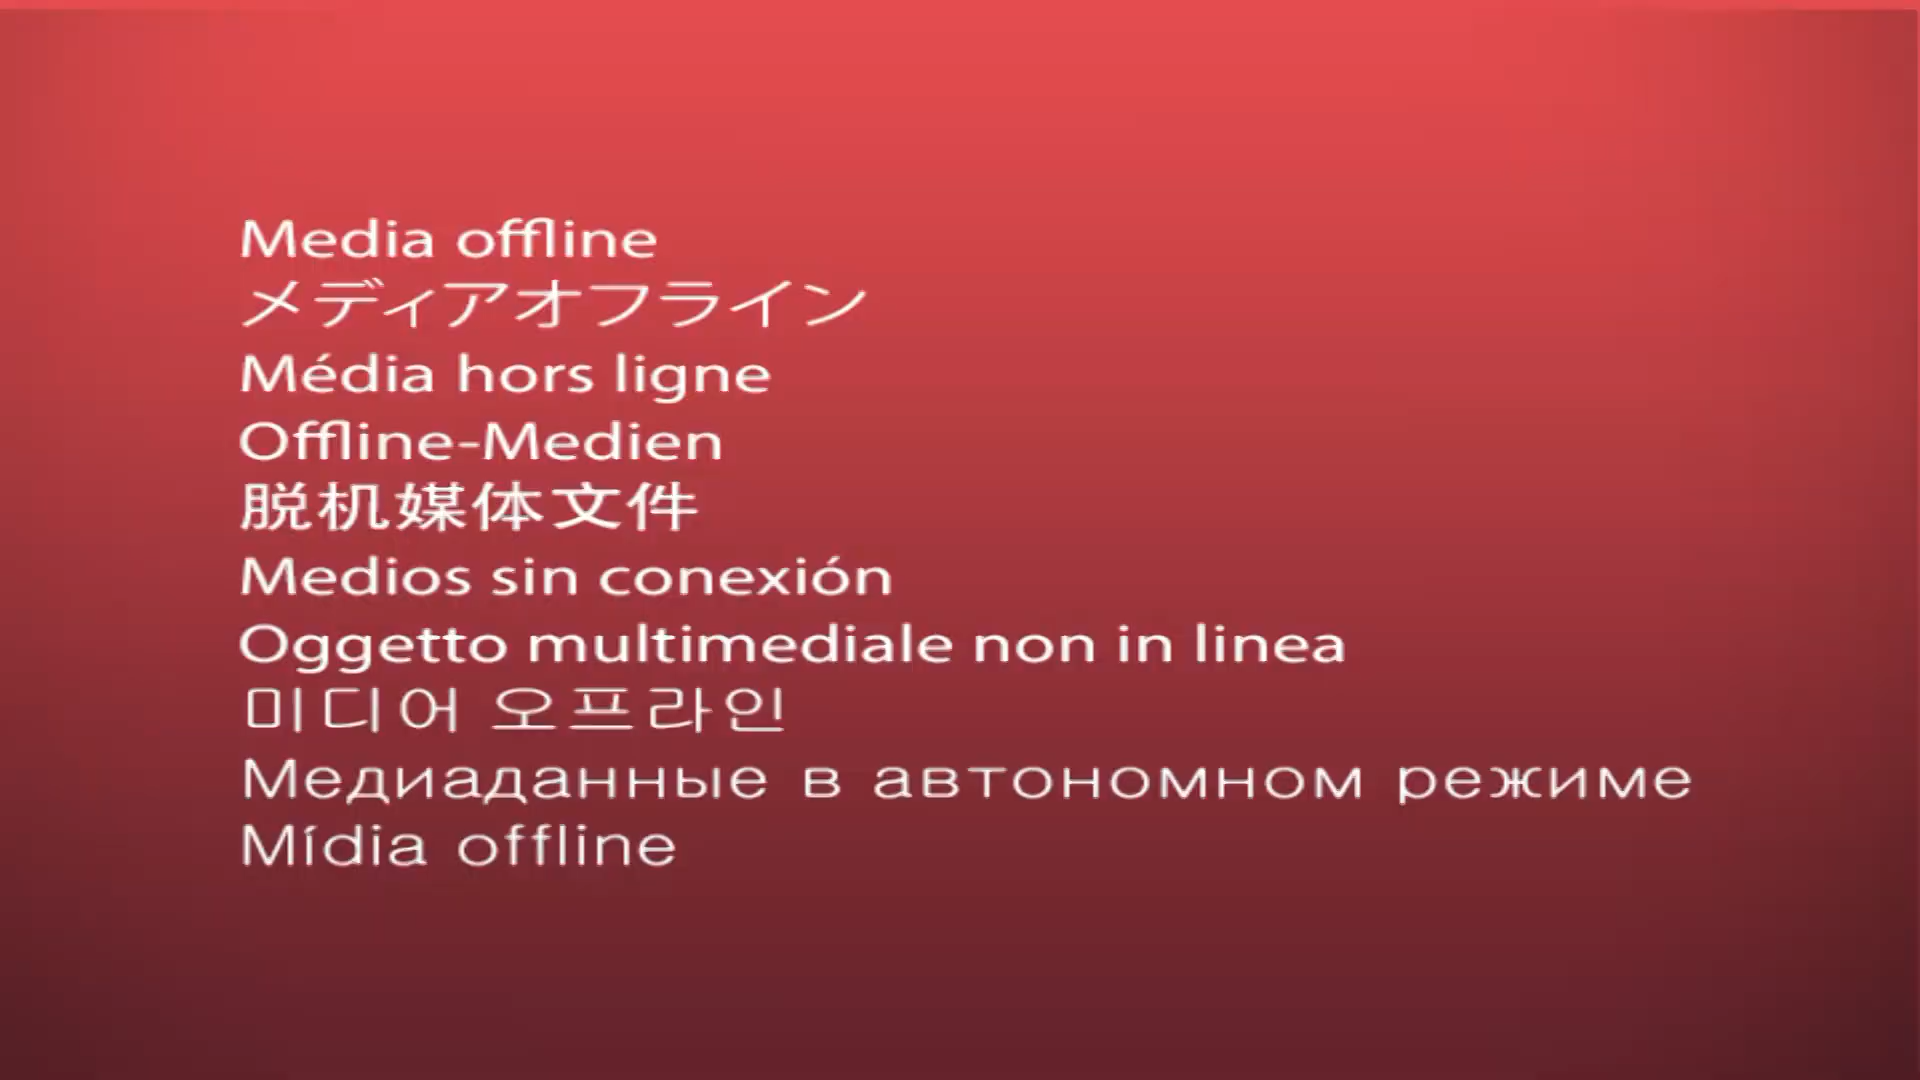 Media offline
メディアオフライン
Média hors ligne
Offline-Medien
脱机媒体文件
Medios sin conexión
Oggetto multimediale non in linea
미디어 오프라인
Медиаданные в автономном режиме
Mídia offline